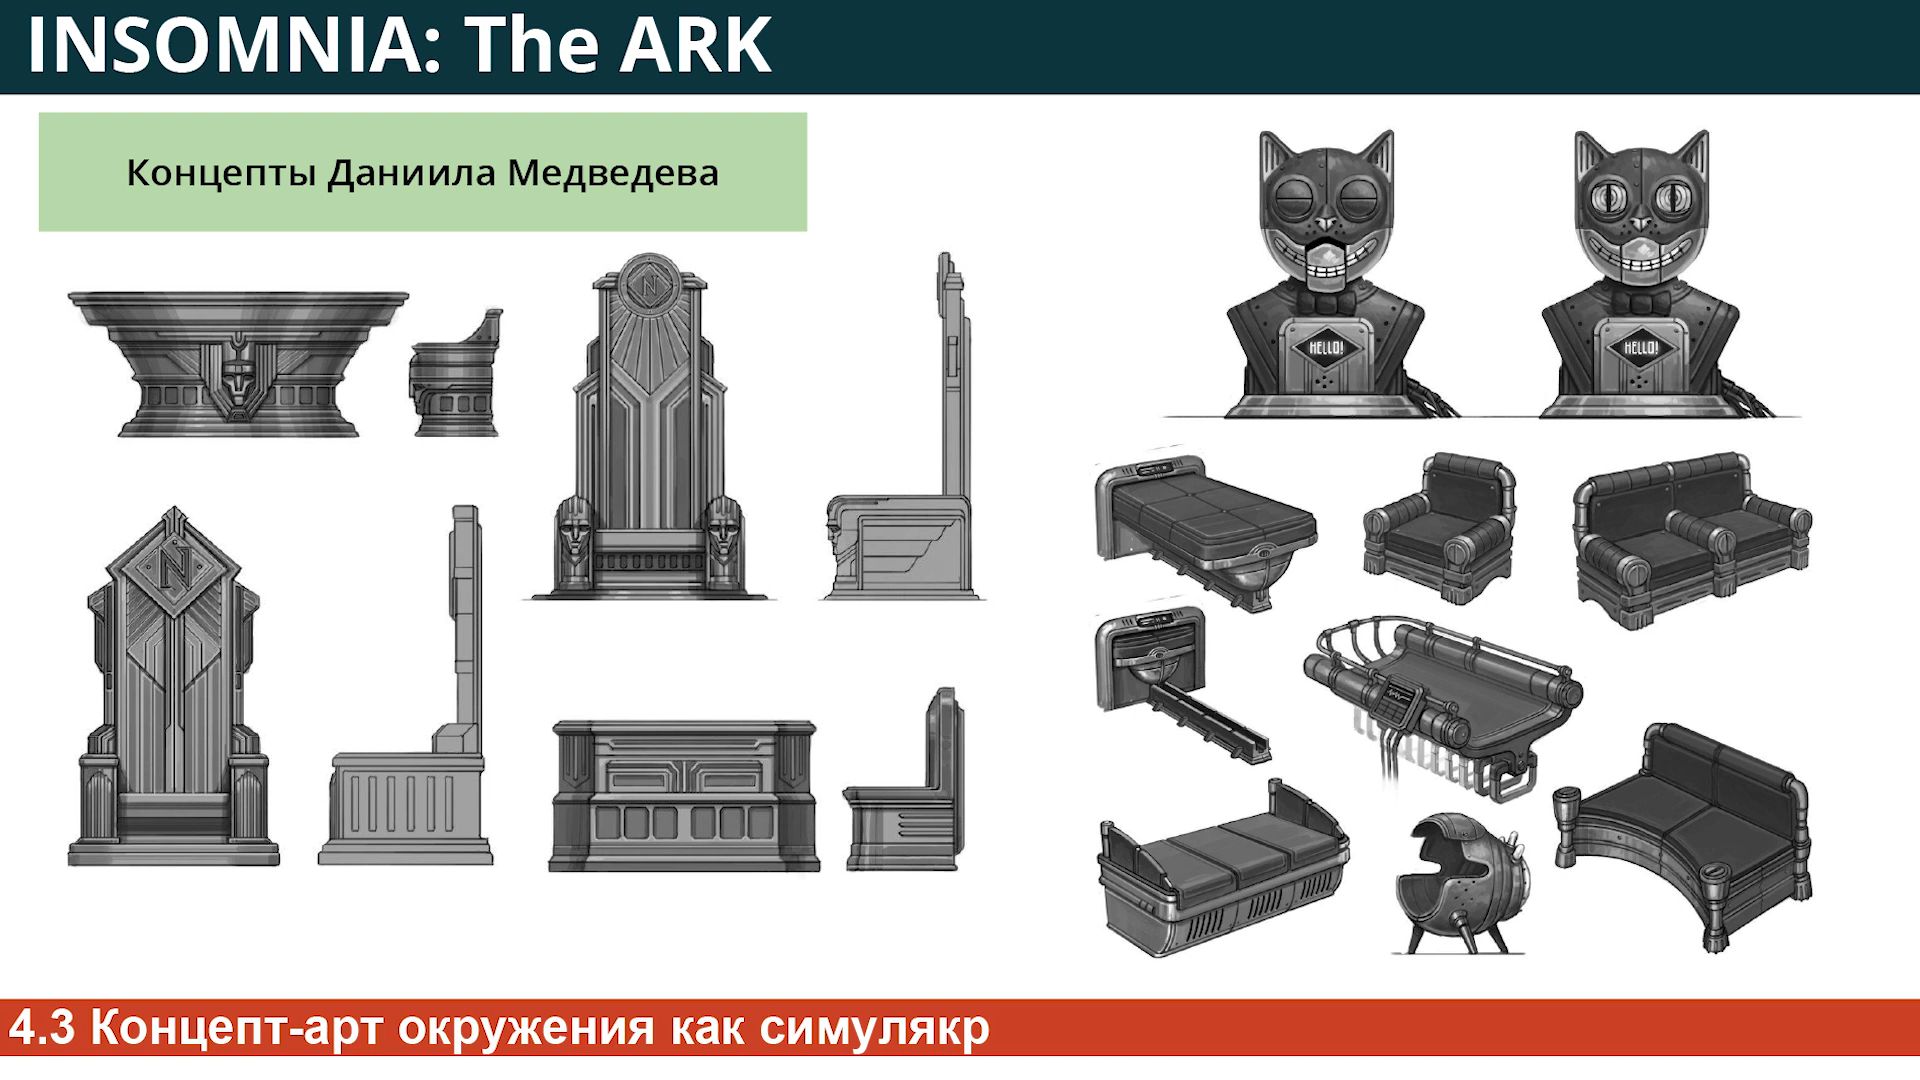 INSOMNIA: The ARK
Концепты Даниила Медведева
HELLO!
HELLO!
N
N
4.3 Концепт-арт окружения как симулякр